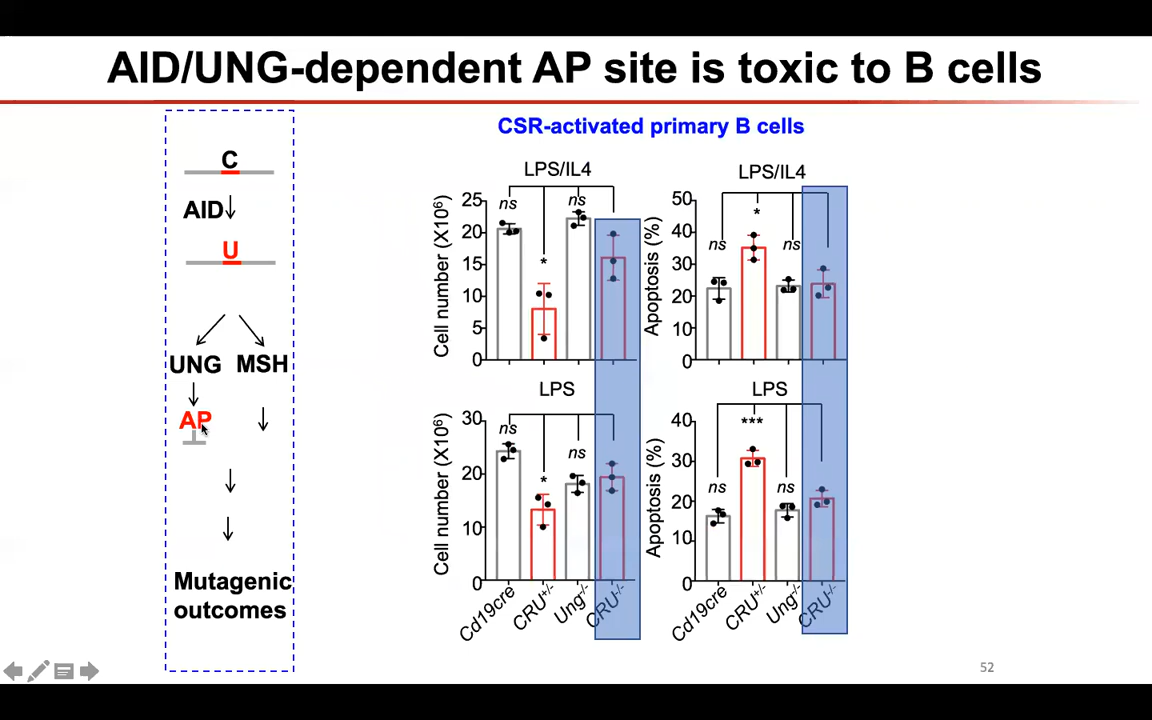 AID/UNG-dependent AP site is toxic to B cells
C
AID
U
UNG MSH
AP
Mutagenic
outcomes
CSR-activated primary B cells
LPS/IL4
Cell number (X10⁶)
25
20
15
10
5
0
ns
*
ns
LPS/IL4
Apoptosis (%)
50
40
30
20
10
0
ns
*
ns
LPS
Cell number (X10⁶)
30
20
10
0
ns
*
ns
Cd19cre
CRU⁺/⁻
Ung⁻/⁻
CRU⁻/⁻
LPS
Apoptosis (%)
40
30
20
10
0
ns
***
ns
Cd19cre
CRU⁺/⁻
Ung⁻/⁻
CRU⁻/⁻
52